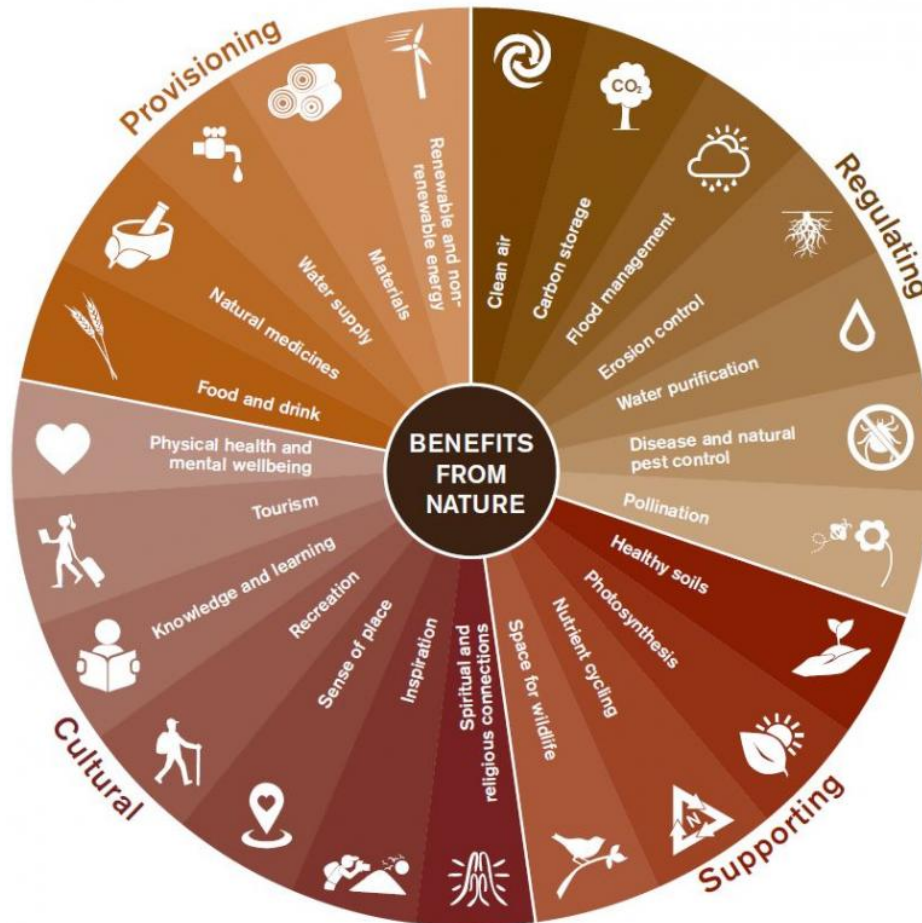 Provisioning
Renewable and non-
renewable energy
Materials
Water supply
Natural medicines
Food and drink
Regulating
Clean air
CO₂
Carbon storage
Flood management
Erosion control
Water purification
Disease and natural
pest control
Pollination
BENEFITS
FROM
NATURE
Cultural
Physical health and
mental wellbeing
Tourism
Knowledge and learning
Recreation
Sense of place
Inspiration
Spiritual and
religious connections
Supporting
Healthy soils
Photosynthesis
Nutrient cycling
N
Space for wildlife